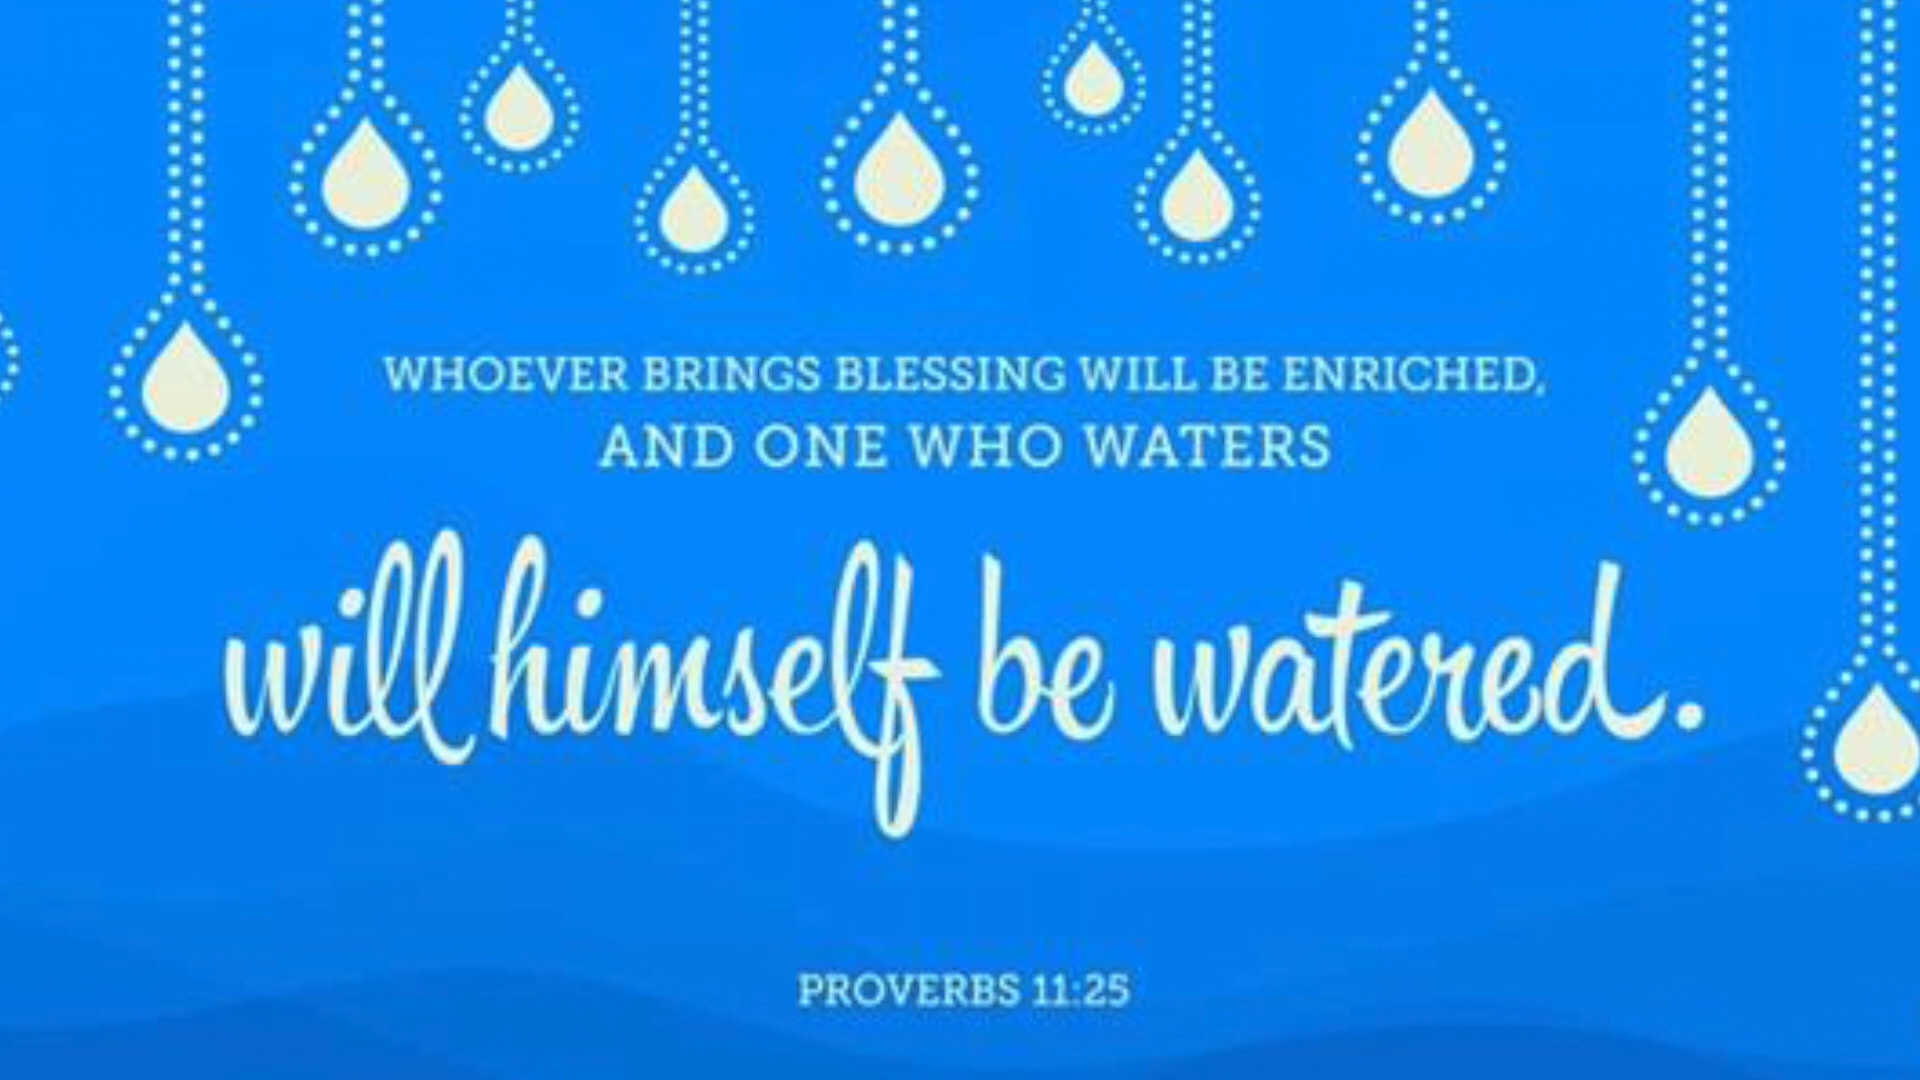 WHOEVER BRINGS BLESSING WILL BE ENRICHED,
AND ONE WHO WATERS
will himself be watered.
PROVERBS 11:25